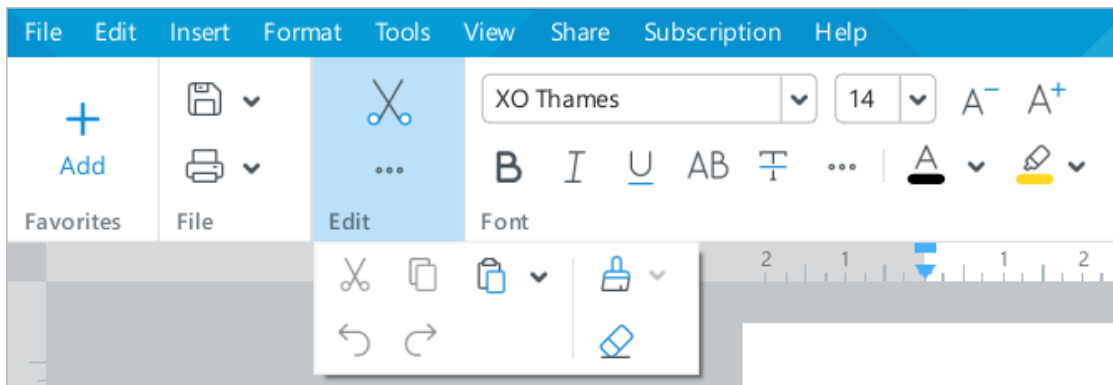 File Edit Insert Format Tools View Share Subscription Help
XO Thames 14 A− A+
Add
B I U AB T A
Favorites File Edit Font
2 1 1 2